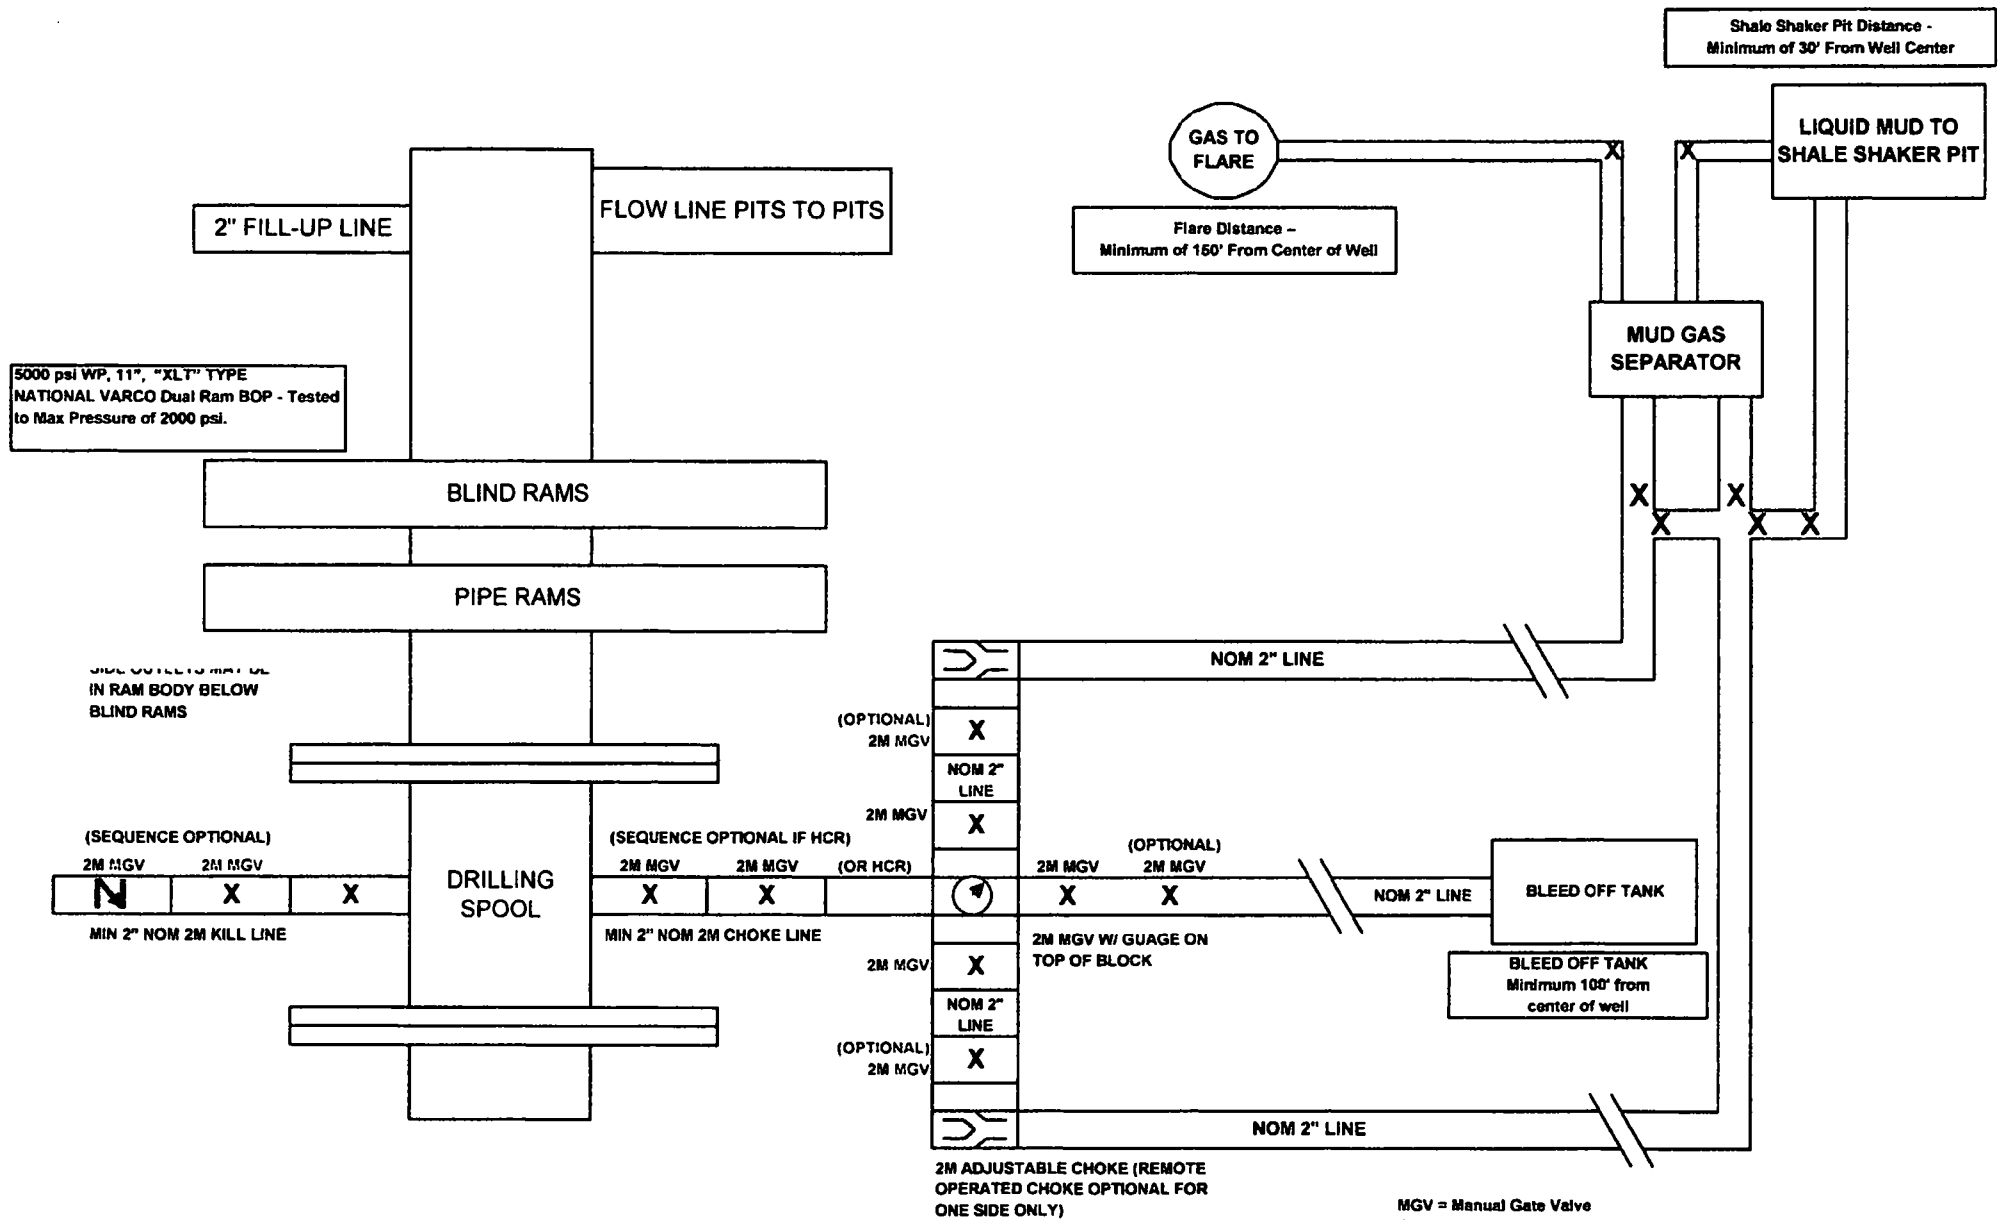 Shale Shaker Pit Distance -
Minimum of 30' From Well Center
LIQUID MUD TO
SHALE SHAKER PIT
GAS TO
FLARE
Flare Distance –
Minimum of 150' From Center of Well
2" FILL-UP LINE
FLOW LINE PITS TO PITS
MUD GAS
SEPARATOR
5000 psi WP, 11", "XLT" TYPE
NATIONAL VARCO Dual Ram BOP - Tested
to Max Pressure of 2000 psi.
BLIND RAMS
PIPE RAMS
SIDE OUTLETS MAY BE
IN RAM BODY BELOW
BLIND RAMS
NOM 2" LINE
(OPTIONAL)
2M MGV
X
NOM 2"
LINE
2M MGV
X
(SEQUENCE OPTIONAL)
2M MGV
2M MGV
X
X
MIN 2" NOM 2M KILL LINE
DRILLING
SPOOL
(SEQUENCE OPTIONAL IF HCR)
2M MGV
2M MGV
(OR HCR)
X
X
MIN 2" NOM 2M CHOKE LINE
2M MGV
(OPTIONAL)
2M MGV
X
X
NOM 2" LINE
BLEED OFF TANK
2M MGV W/ GUAGE ON
TOP OF BLOCK
BLEED OFF TANK
Minimum 100' from
center of well
2M MGV
X
NOM 2"
LINE
(OPTIONAL)
2M MGV
X
NOM 2" LINE
2M ADJUSTABLE CHOKE (REMOTE
OPERATED CHOKE OPTIONAL FOR
ONE SIDE ONLY)
MGV = Manual Gate Valve
X
X
X
X
X
X
X